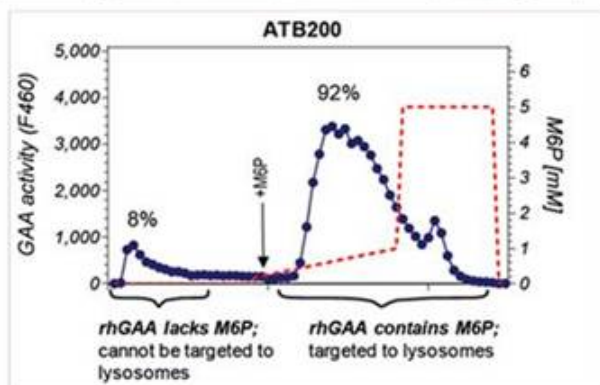 ATB200
GAA activity (F460)
5,000
4,000
3,000
2,000
1,000
0
8%
+M6P
92%
6
5
4
3
2
1
0
M6P [mM]
rhGAA lacks M6P;
cannot be targeted to
lysosomes
rhGAA contains M6P;
targeted to lysosomes